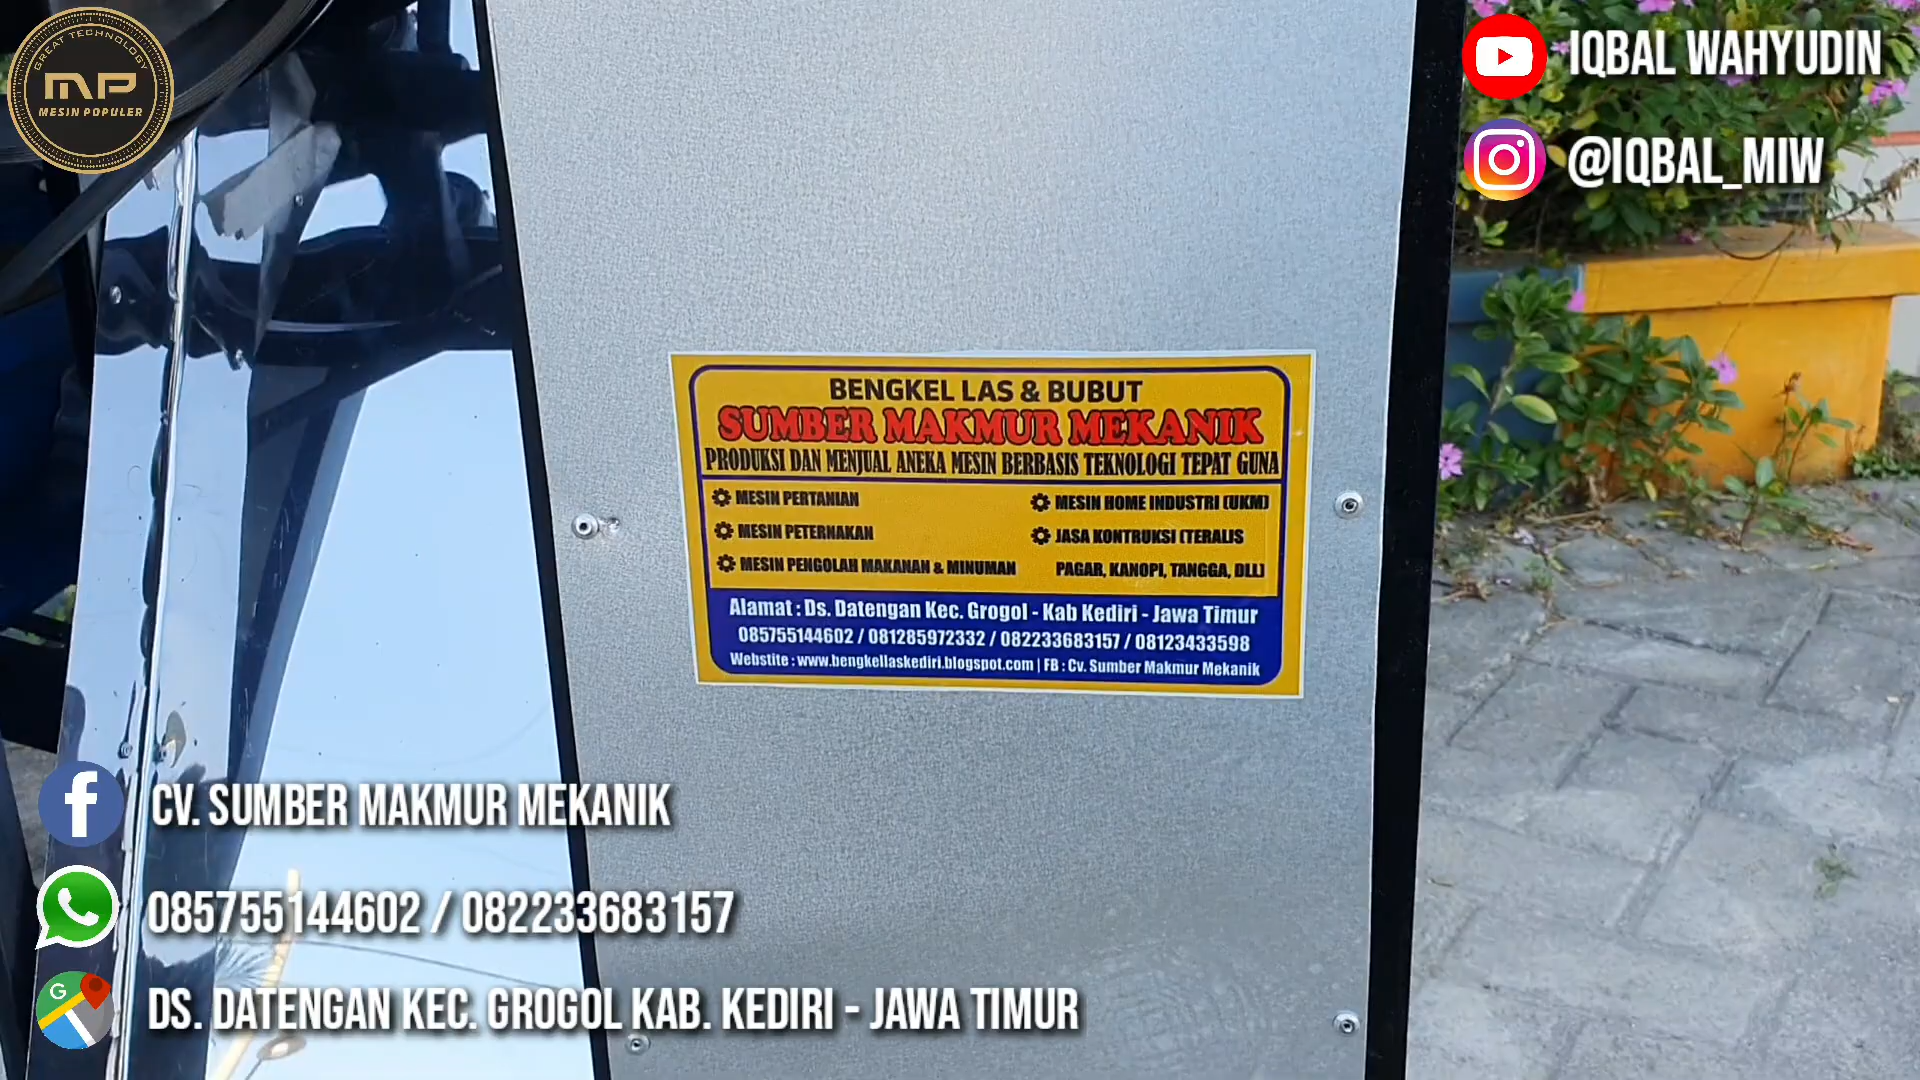 GREAT TECHNOLOGY
MP
MESIN POPULER
IQBAL WAHYUDIN
@IQBAL_MIW
BENGKEL LAS & BUBUT
SUMBER MAKMUR MEKANIK
PRODUKSI DAN MENJUAL ANEKA MESIN BERBASIS TEKNOLOGI TEPAT GUNA
MESIN PERTANIAN
MESIN PETERNAKAN
MESIN PENGOLAH MAKANAN & MINUMAN
MESIN HOME INDUSTRI (UKM)
JASA KONTRUKSI (TERALIS
PAGAR, KANOPI, TANGGA, DLL)
Alamat : Ds. Datengan Kec. Grogol - Kab Kediri - Jawa Timur
085755144602 / 081285972332 / 082233683157 / 08123433598
Webstite : www.bengkellaskediri.blogspot.com | FB : Cv. Sumber Makmur Mekanik
CV. SUMBER MAKMUR MEKANIK
085755144602 / 082233683157
DS. DATENGAN KEC. GROGOL KAB. KEDIRI - JAWA TIMUR